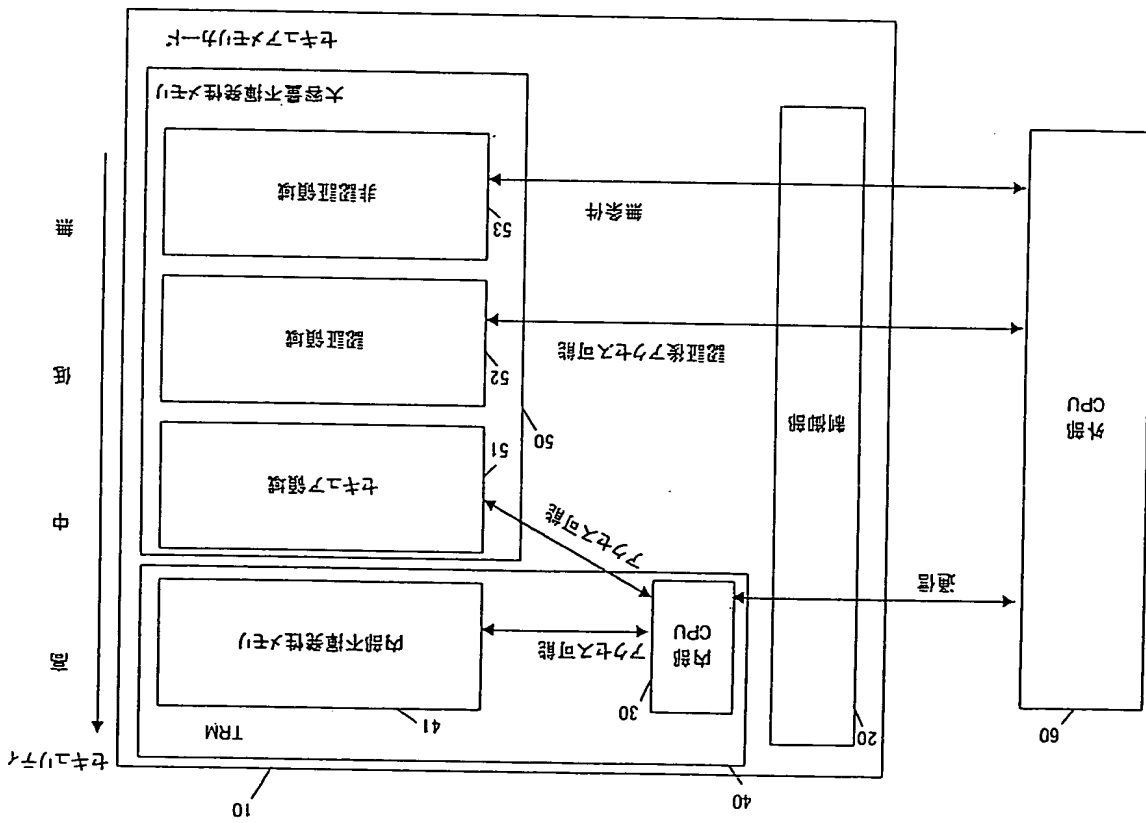 10
40
セキュリティ
60
20
TRM
41
30
内部
CPU
アクセス可能
内部不揮発性メモリ
高
通信
アクセス可能
51
セキュア領域
中
50
外部
CPU
制御部
認証後アクセス可能
52
認証領域
低
無条件
53
非認証領域
無
大容量不揮発性メモリ
セキュアメモリカード